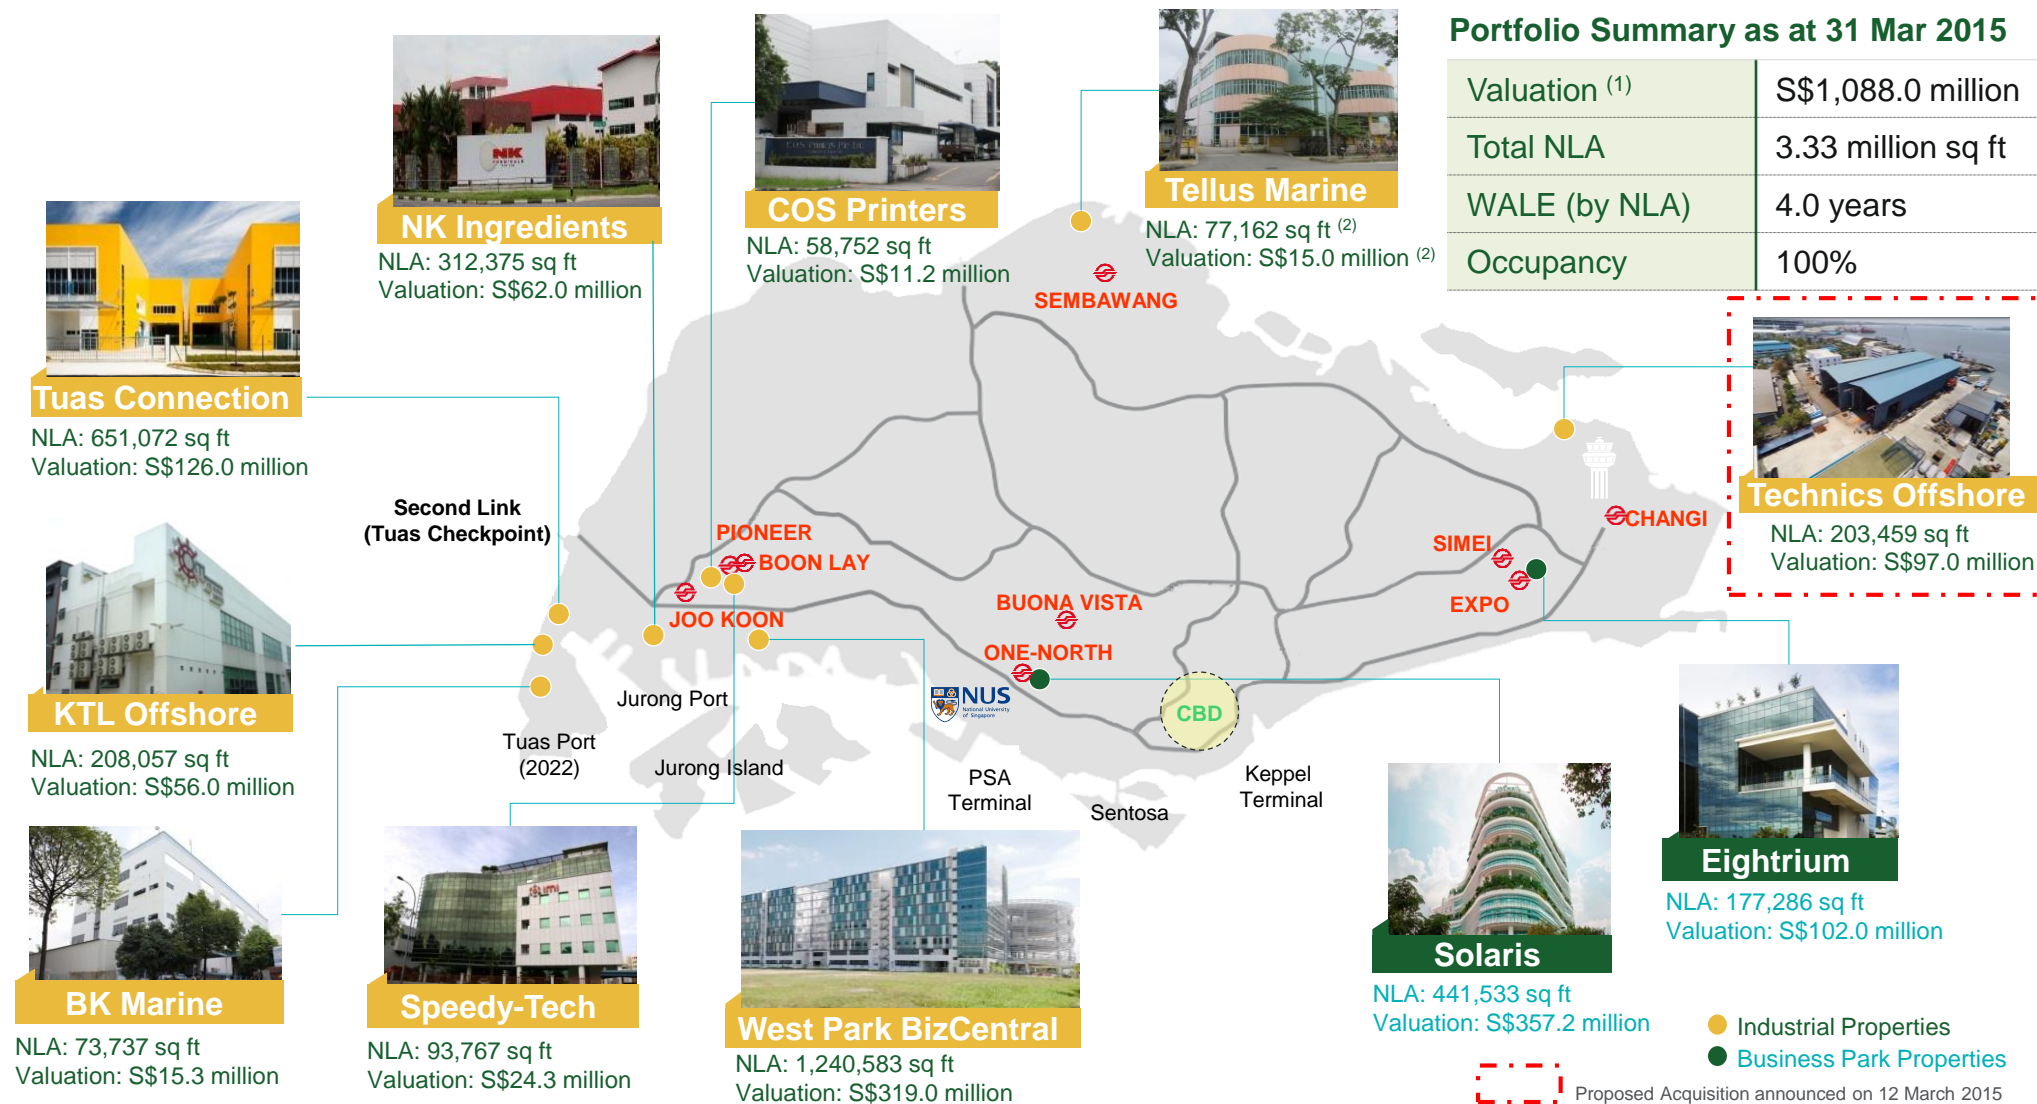 Portfolio Summary as at 31 Mar 2015
Valuation (1) S$1,088.0 million
Total NLA 3.33 million sq ft
WALE (by NLA) 4.0 years
Occupancy 100%
NK
NK Ingredients
NLA: 312,375 sq ft
Valuation: S$62.0 million
COS Printers
NLA: 58,752 sq ft
Valuation: S$11.2 million
Tellus Marine
NLA: 77,162 sq ft (2)
Valuation: S$15.0 million (2)
Tuas Connection
NLA: 651,072 sq ft
Valuation: S$126.0 million
Technics Offshore
NLA: 203,459 sq ft
Valuation: S$97.0 million
SEMBAWANG
Second Link
(Tuas Checkpoint)
PIONEER
BOON LAY
JOO KOON
BUONA VISTA
ONE-NORTH
SIMEI
EXPO
CHANGI
NUS
National University
of Singapore
CBD
Jurong Port
Tuas Port
(2022)
Jurong Island
PSA
Terminal
Sentosa
Keppel
Terminal
KTL Offshore
NLA: 208,057 sq ft
Valuation: S$56.0 million
BK Marine
NLA: 73,737 sq ft
Valuation: S$15.3 million
Speedy-Tech
NLA: 93,767 sq ft
Valuation: S$24.3 million
West Park BizCentral
NLA: 1,240,583 sq ft
Valuation: S$319.0 million
Solaris
NLA: 441,533 sq ft
Valuation: S$357.2 million
Eightrium
NLA: 177,286 sq ft
Valuation: S$102.0 million
Industrial Properties
Business Park Properties
Proposed Acquisition announced on 12 March 2015